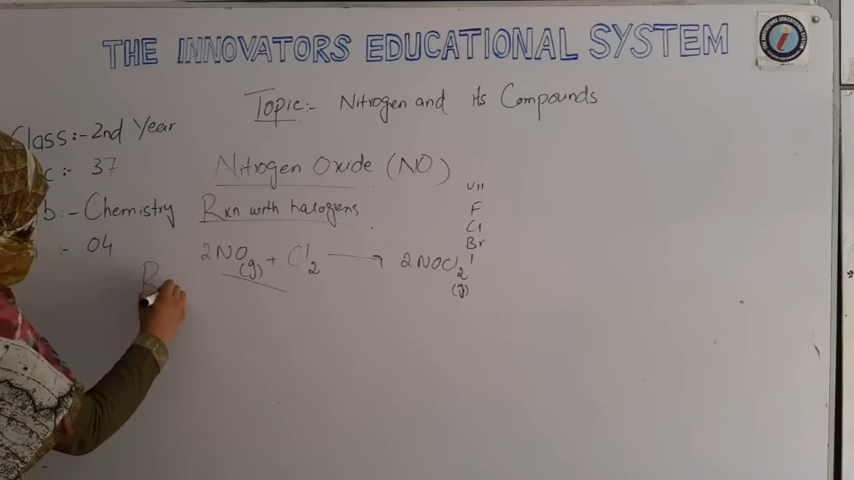 THE INNOVATORS EDUCATIONAL SYSTEM
Topic:- Nitrogen and its Compounds
Class:- 2nd Year
:- 37
Nitrogen Oxide (NO)
:- Chemistry
Rxn with halogens
VII
F
Cl
Br
I
:- 04
2NO(g) + Cl2 → 2NOCl2
(g)
R